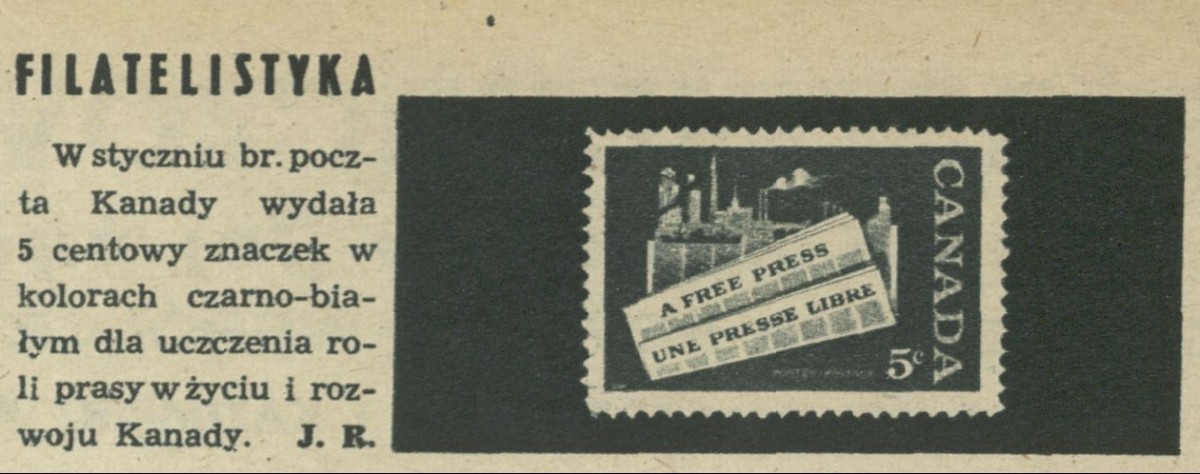 FILATELISTYKA
W styczniu br. pocz-
ta Kanady wydała
5 centowy znaczek w
kolorach czarno-bia-
łym dla uczczenia ro-
li prasy w życiu i roz-
woju Kanady. J. R.
A FREE PRESS
UNE PRESSE LIBRE
CANADA
5c